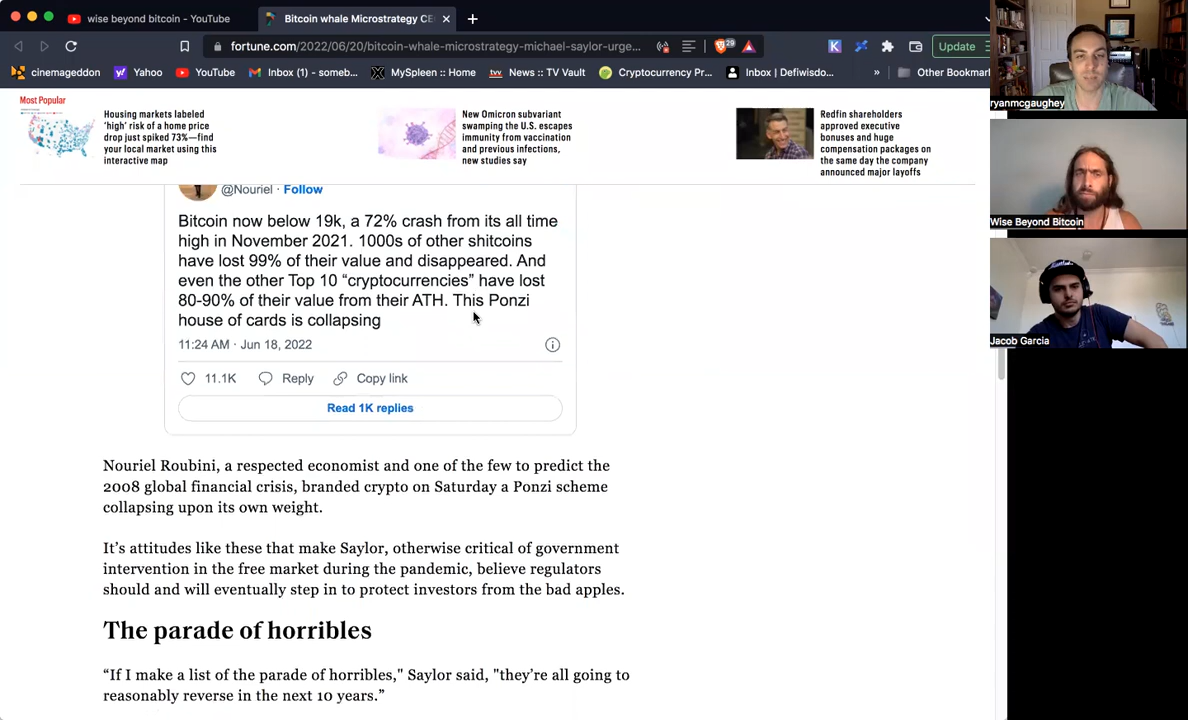 wise beyond bitcoin - YouTube
Bitcoin whale Microstrategy CE
fortune.com/2022/06/20/bitcoin-whale-microstrategy-michael-saylor-urge...
29
K
Update
cinemageddon
Yahoo
YouTube
Inbox (1) - someb...
MySpleen :: Home
News :: TV Vault
Cryptocurrency Pr...
Inbox | Defiwisdo...
»
Other Bookmar
Most Popular
Housing markets labeled
‘high’ risk of a home price
drop just spiked 73%—find
your local market using this
interactive map
New Omicron subvariant
swamping the U.S. escapes
immunity from vaccination
and previous infections,
new studies say
Redfin shareholders
approved executive
bonuses and huge
compensation packages on
the same day the company
announced major layoffs
@Nouriel · Follow
Bitcoin now below 19k, a 72% crash from its all time
high in November 2021. 1000s of other shitcoins
have lost 99% of their value and disappeared. And
even the other Top 10 “cryptocurrencies” have lost
80-90% of their value from their ATH. This Ponzi
house of cards is collapsing
11:24 AM · Jun 18, 2022
11.1K
Reply
Copy link
Read 1K replies
Nouriel Roubini, a respected economist and one of the few to predict the
2008 global financial crisis, branded crypto on Saturday a Ponzi scheme
collapsing upon its own weight.
It’s attitudes like these that make Saylor, otherwise critical of government
intervention in the free market during the pandemic, believe regulators
should and will eventually step in to protect investors from the bad apples.
The parade of horribles
“If I make a list of the parade of horribles," Saylor said, "they’re all going to
reasonably reverse in the next 10 years.”
ryanmcgaughey
Wise Beyond Bitcoin
Jacob Garcia